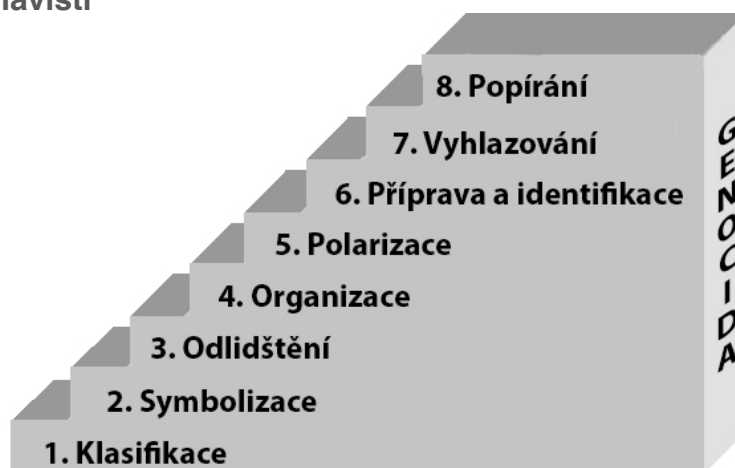 8. Popírání
7. Vyhlazování
6. Příprava a identifikace
5. Polarizace
4. Organizace
3. Odlidštění
2. Symbolizace
1. Klasifikace
GENOCIDA